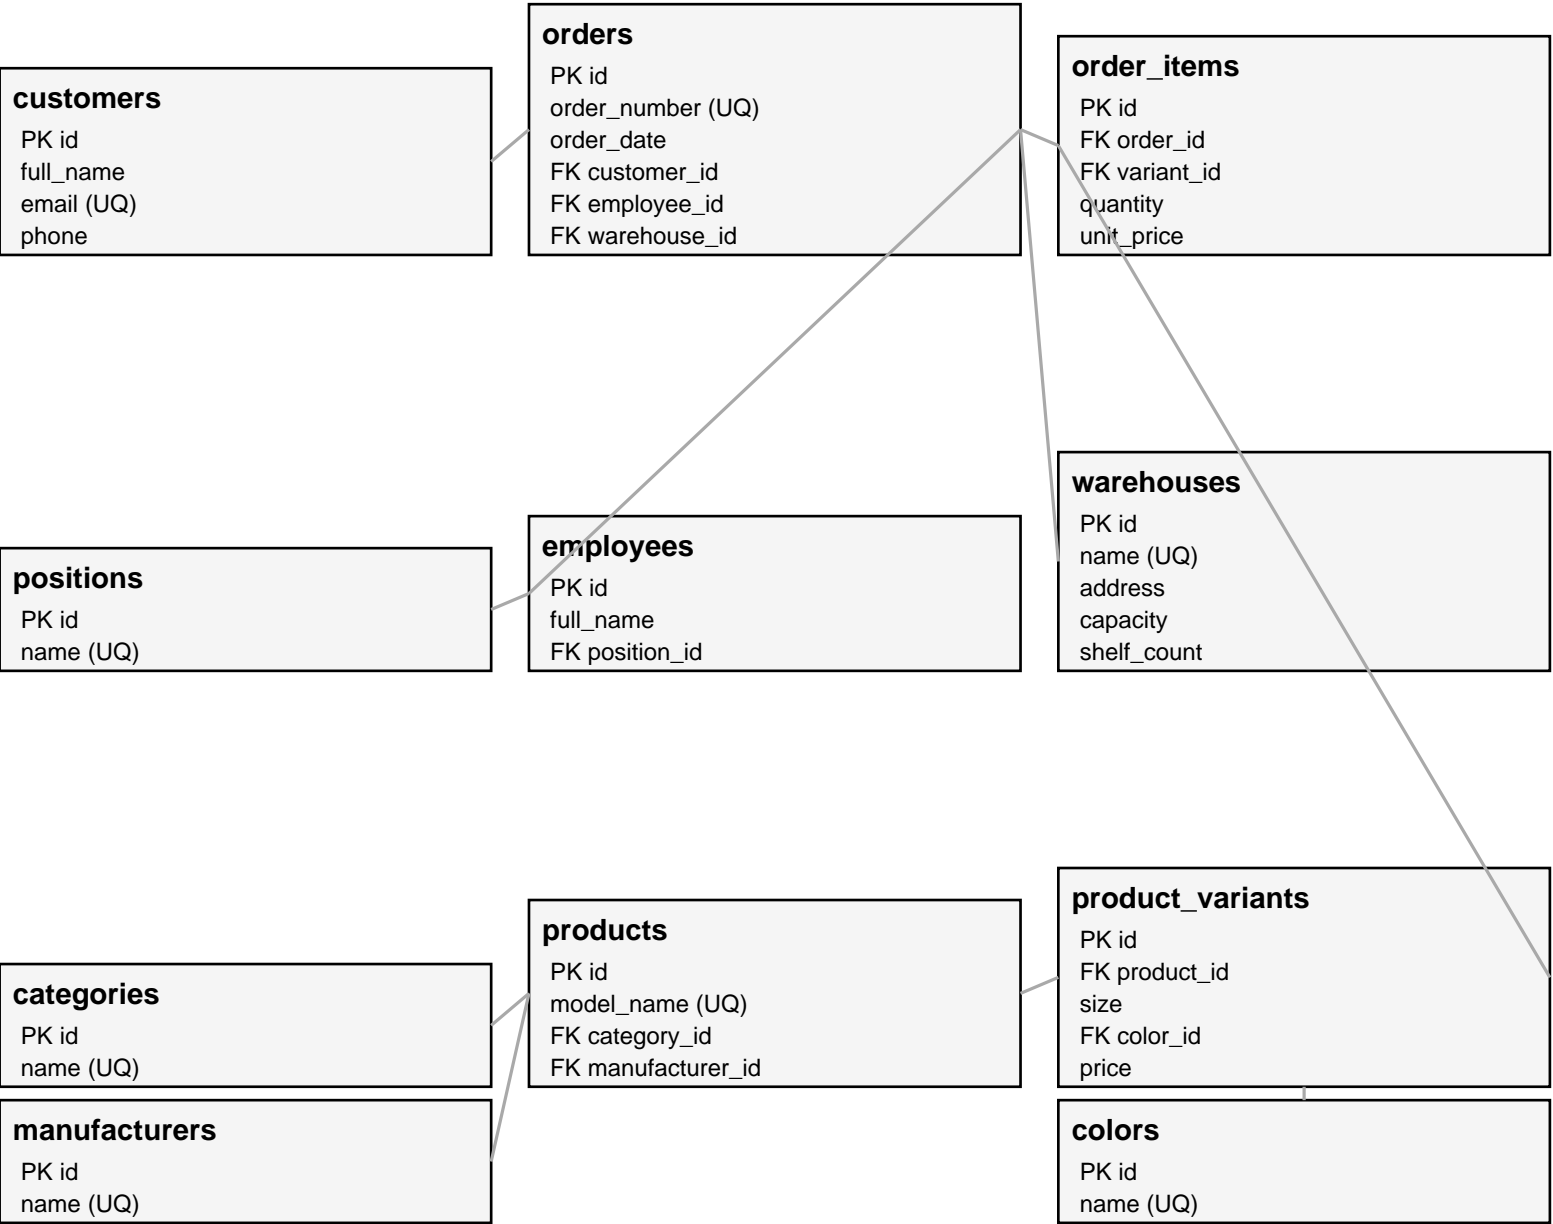 customers
PK id
full_name
email (UQ)
phone
orders
PK id
order_number (UQ)
order_date
FK customer_id
FK employee_id
FK warehouse_id
order_items
PK id
FK order_id
FK variant_id
quantity
unit_price
positions
PK id
name (UQ)
employees
PK id
full_name
FK position_id
warehouses
PK id
name (UQ)
address
capacity
shelf_count
categories
PK id
name (UQ)
products
PK id
model_name (UQ)
FK category_id
FK manufacturer_id
product_variants
PK id
FK product_id
size
FK color_id
price
manufacturers
PK id
name (UQ)
colors
PK id
name (UQ)